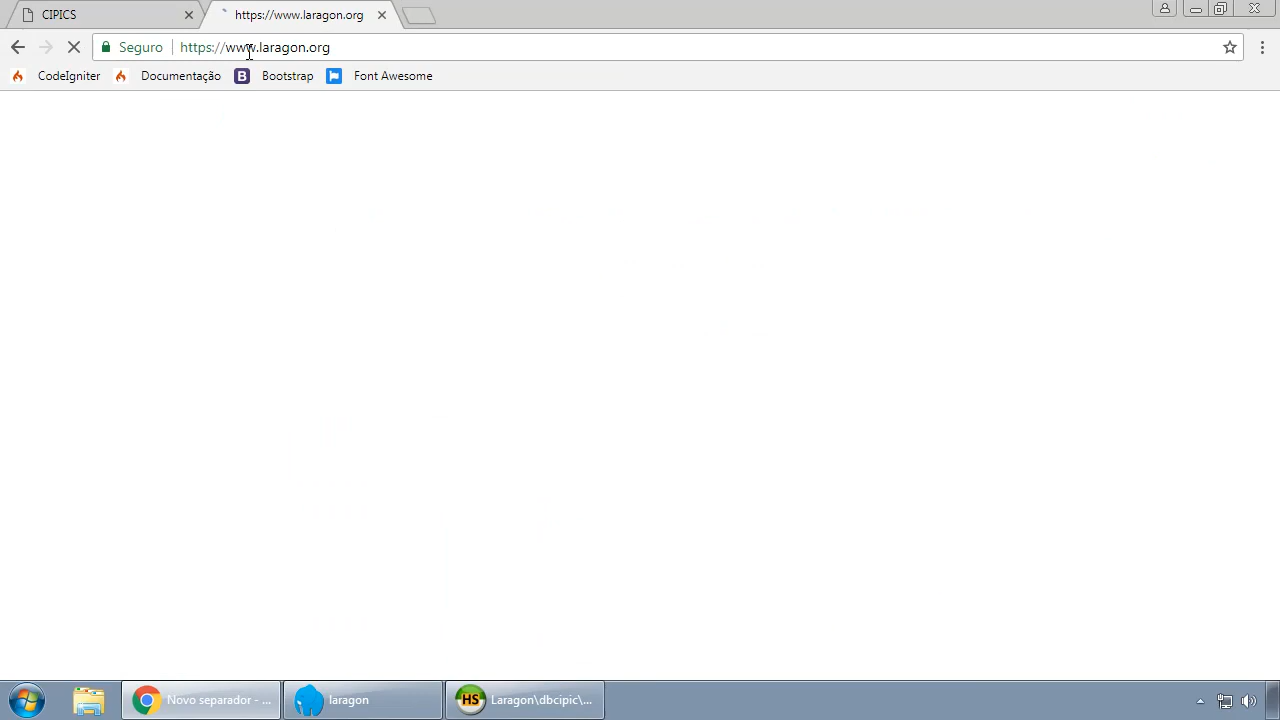 CIPICS
https://www.laragon.org
Seguro
https://www.laragon.org
CodeIgniter
Documentação
B
Bootstrap
Font Awesome
Novo separador - ...
laragon
HS
Laragon\dbcipic\...